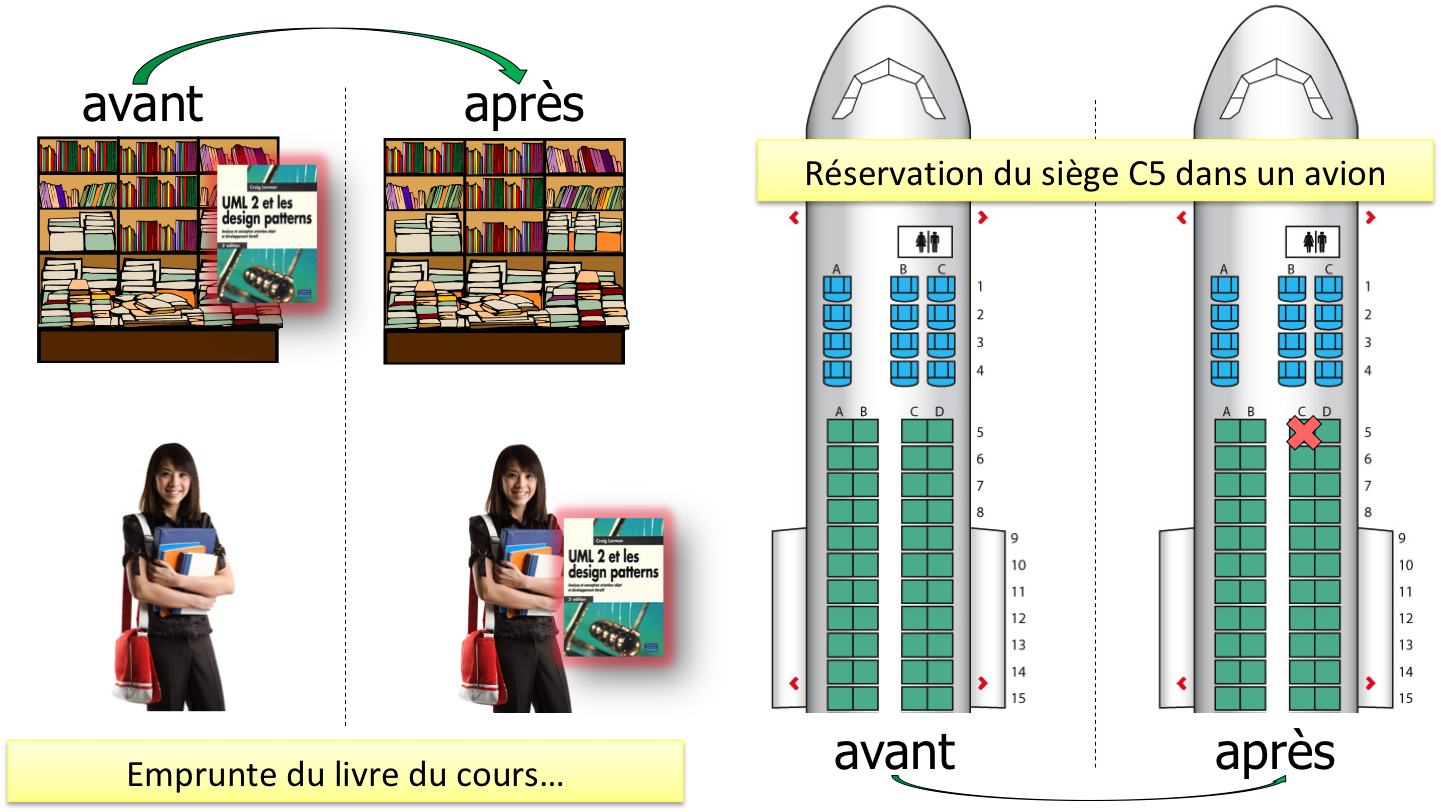 avant
après
Craig Larman
UML 2 et les
design patterns
Analyse et conception orientées objet
et développement itératif
3e édition
Craig Larman
UML 2 et les
design patterns
Analyse et conception orientées objet
et développement itératif
3e édition
Emprunte du livre du cours…
Réservation du siège C5 dans un avion
A B C
1
2
3
4
A B C D
5
6
7
8
9
10
11
12
13
14
15
avant
A B C
1
2
3
4
A B C D
5
6
7
8
9
10
11
12
13
14
15
après